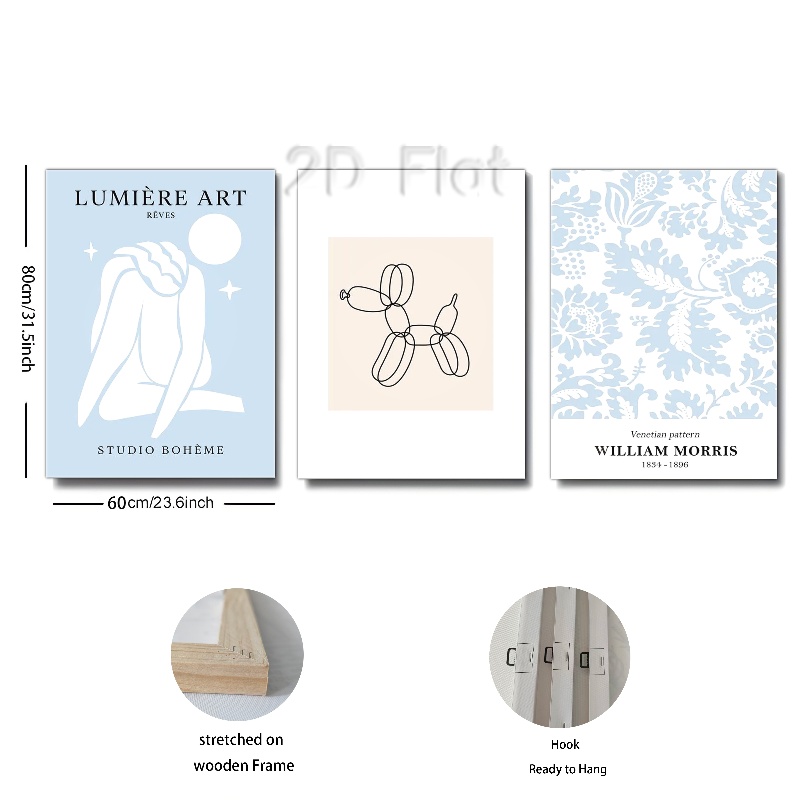 2D Flat
LUMIÈRE ART
RÊVES
STUDIO BOHÈME
80cm/31.5inch
60cm/23.6inch
Venetian pattern
WILLIAM MORRIS
1834 - 1896
stretched on
wooden Frame
Hook
Ready to Hang